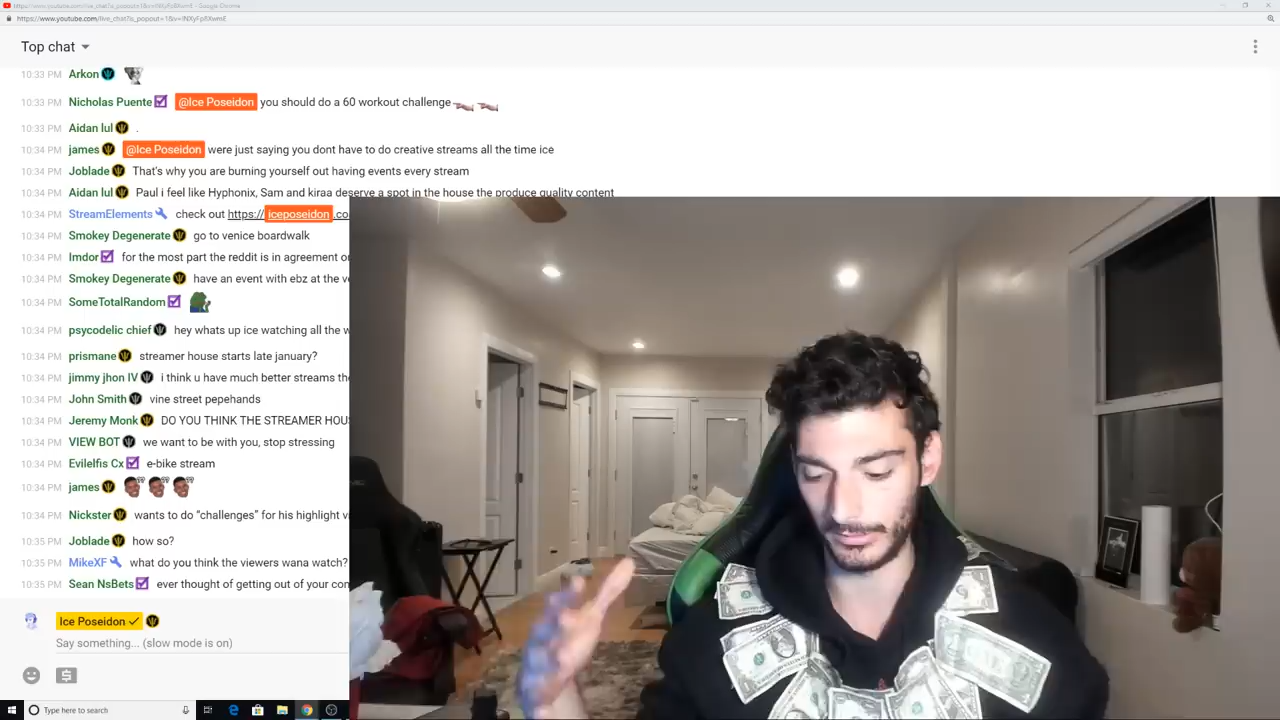 https://www.youtube.com/live_chat?is_popout=1&v=INXyFpflXwmE - Google Chrome
Top chat
10:33 PM Arkon
10:33 PM Nicholas Puente @Ice Poseidon you should do a 60 workout challenge
10:33 PM Aidan lul .
10:34 PM james @Ice Poseidon were just saying you dont have to do creative streams all the time ice
10:34 PM Joblade That's why you are burning yourself out having events every stream
10:34 PM Aidan lul Paul i feel like Hyphonix, Sam and kiraa deserve a spot in the house the produce quality content
10:34 PM StreamElements check out https://iceposeidon.co
10:34 PM Smokey Degenerate go to venice boardwalk
10:34 PM Imdor for the most part the reddit is in agreement
10:34 PM Smokey Degenerate have an event with ebz at the
10:34 PM SomeTotalRandom
10:34 PM psycodelic chief hey whats up ice watching all the
10:34 PM prismane streamer house starts late january?
10:34 PM jimmy jhon IV i think u have much better streams
10:34 PM John Smith vine street pepehands
10:34 PM Jeremy Monk DO YOU THINK THE STREAMER
10:34 PM VIEW BOT we want to be with you, stop stressing
10:34 PM Evilelfis Cx e-bike stream
10:34 PM james
10:34 PM Nickster wants to do “challenges” for his highlight
10:35 PM Joblade how so?
10:35 PM MikeXF what do you think the viewers wana watch?
10:35 PM Sean NsBets ever thought of getting out of your
Ice Poseidon
Say something... (slow mode is on)
Type here to search